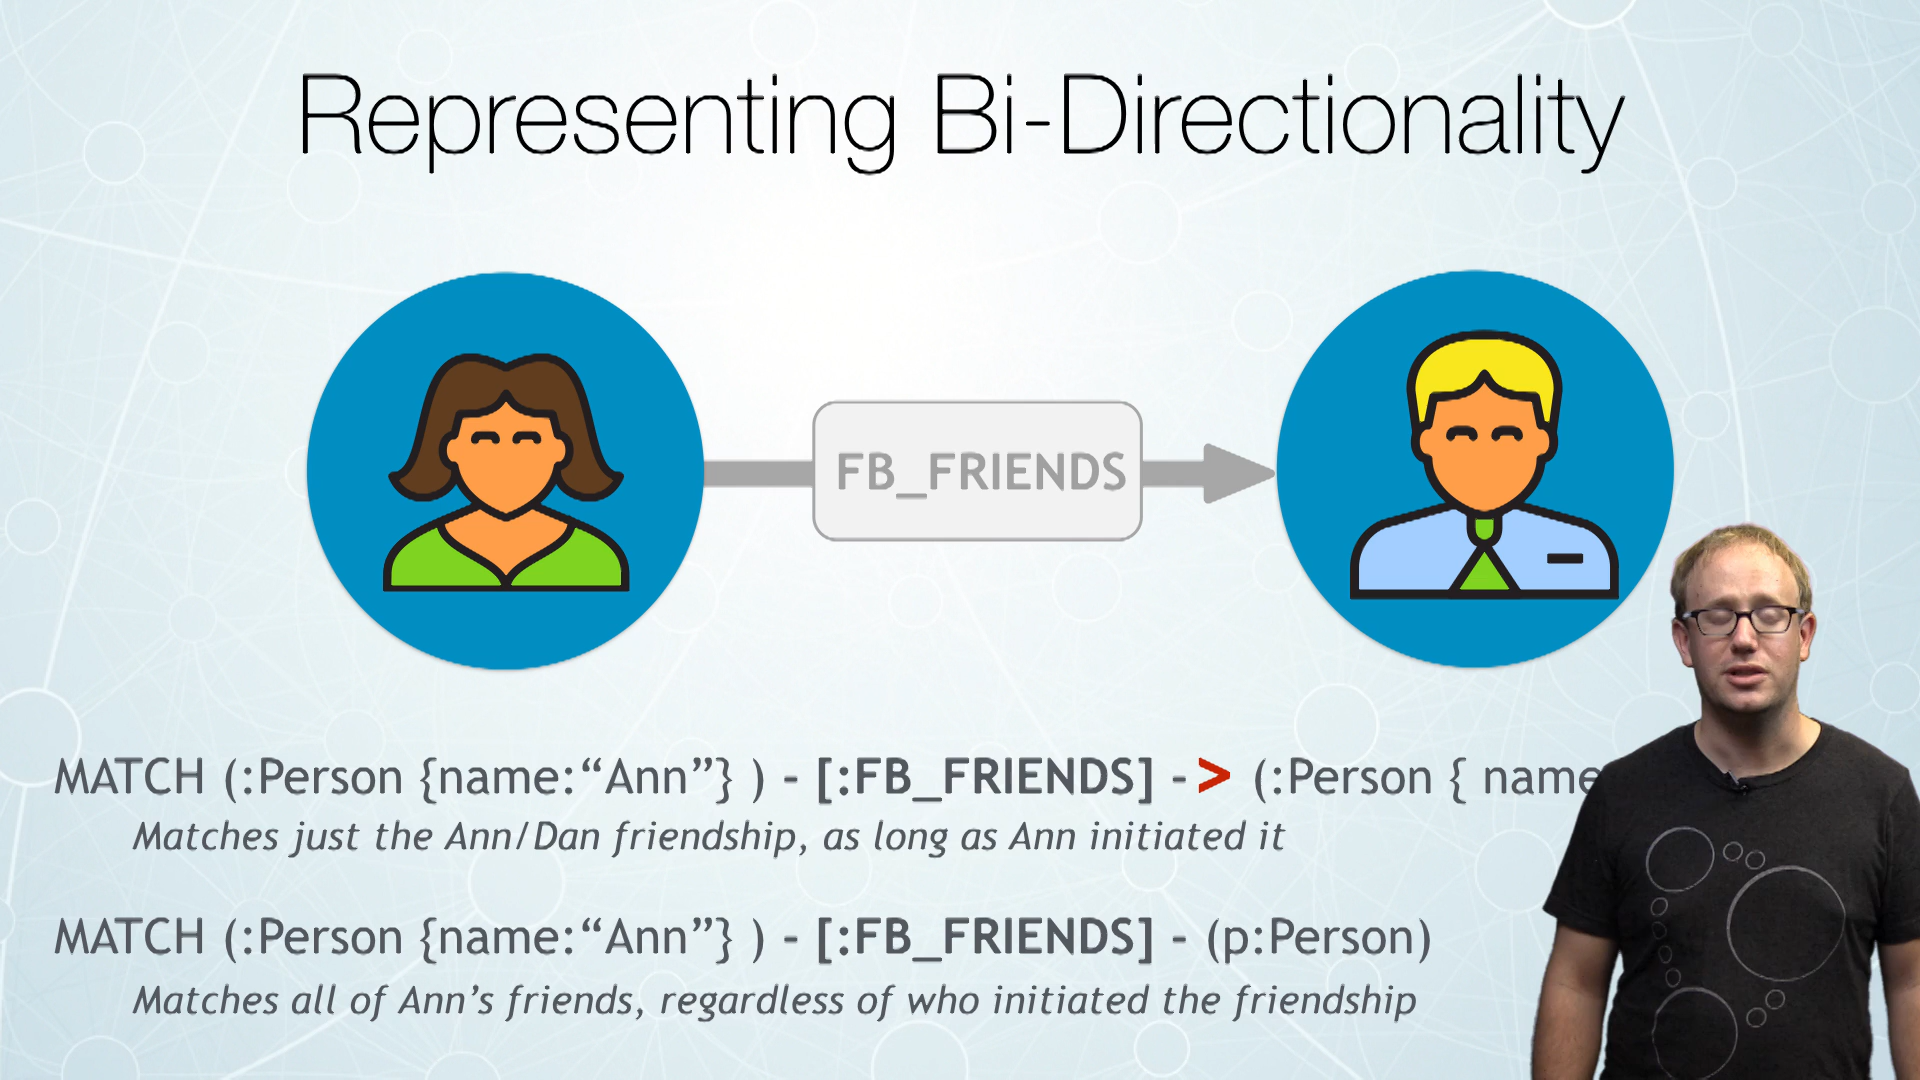 Representing Bi-Directionality
FB_FRIENDS
MATCH (:Person {name:“Ann”} ) - [:FB_FRIENDS] -> (:Person { name
Matches just the Ann/Dan friendship, as long as Ann initiated it
MATCH (:Person {name:“Ann”} ) - [:FB_FRIENDS] - (p:Person)
Matches all of Ann’s friends, regardless of who initiated the friendship